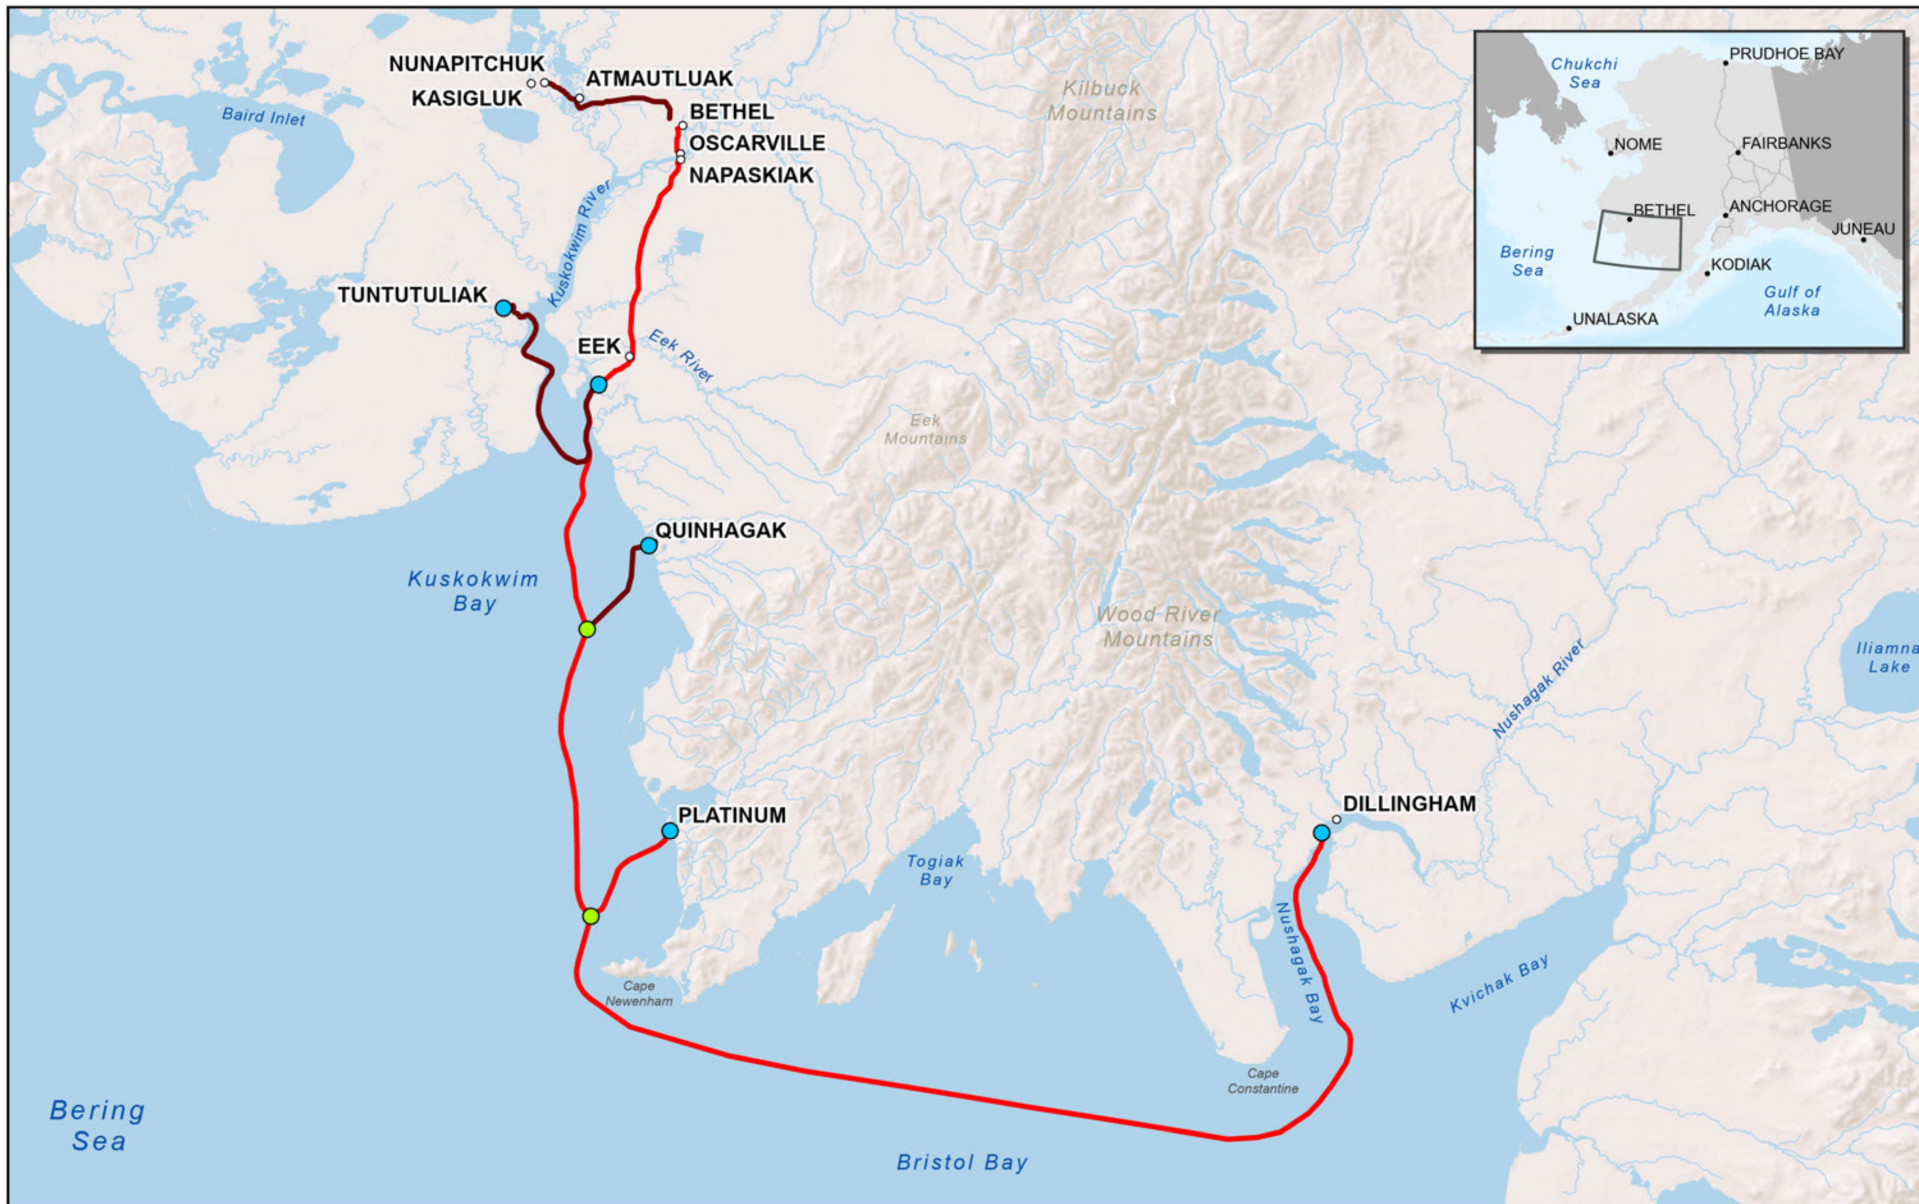 NUNAPITCHUK
KASIGLUK
ATMAUTLUAK
BETHEL
OSCARVILLE
NAPASKIAK
Baird Inlet
Kuskokwim River
TUNTUTULIAK
EEK
Eek River
Kilbuck
Mountains
Eek
Mountains
QUINHAGAK
Kuskokwim
Bay
Wood River
Mountains
Nushagak River
Iliamna
Lake
PLATINUM
DILLINGHAM
Togiak
Bay
Nushagak Bay
Kvichak Bay
Cape
Newenham
Cape
Constantine
Bering
Sea
Bristol Bay
Chukchi
Sea
PRUDHOE BAY
NOME
FAIRBANKS
BETHEL
ANCHORAGE
JUNEAU
Bering
Sea
KODIAK
Gulf of
Alaska
UNALASKA